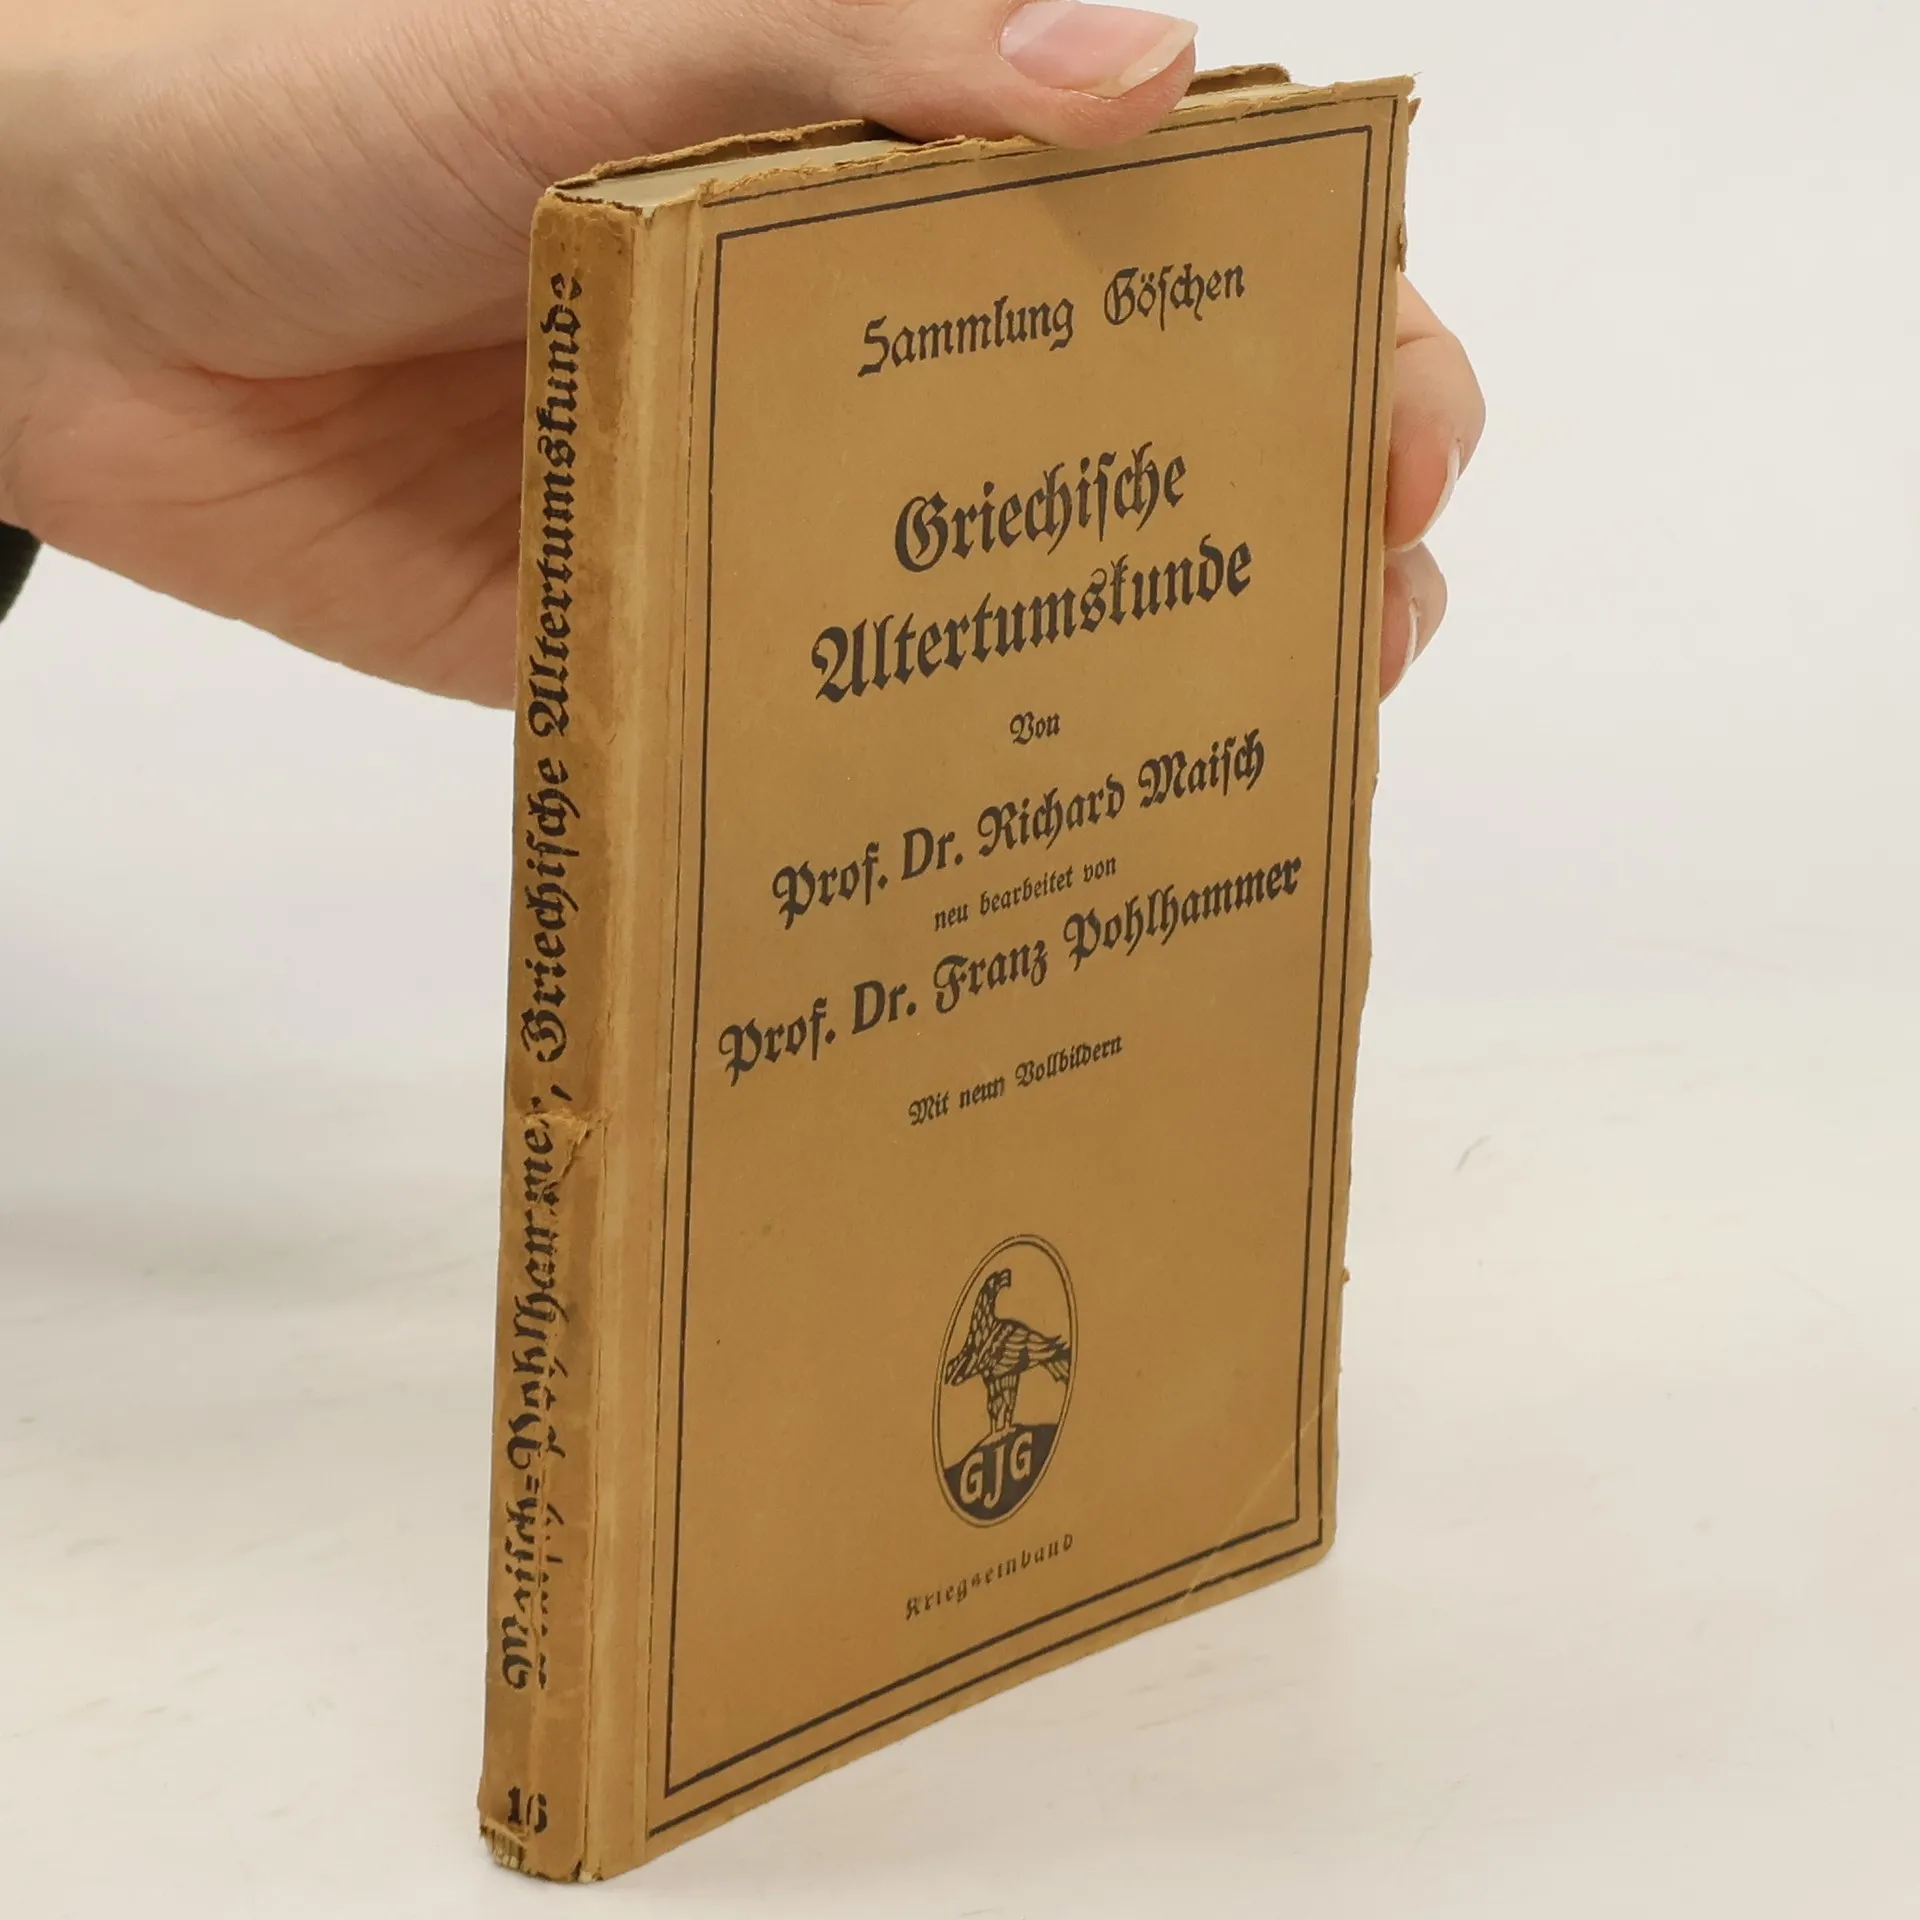 Sammlung Göschen
Griechische
Altertumskunde
Von
Prof. Dr. Richard Maisch
neu bearbeitet von
Prof. Dr. Franz Pohlhammer
Mit neun Vollbildern
GJG
Kriegseinband
Maisch=Pohlhammer, Griechische Altertumskunde
16